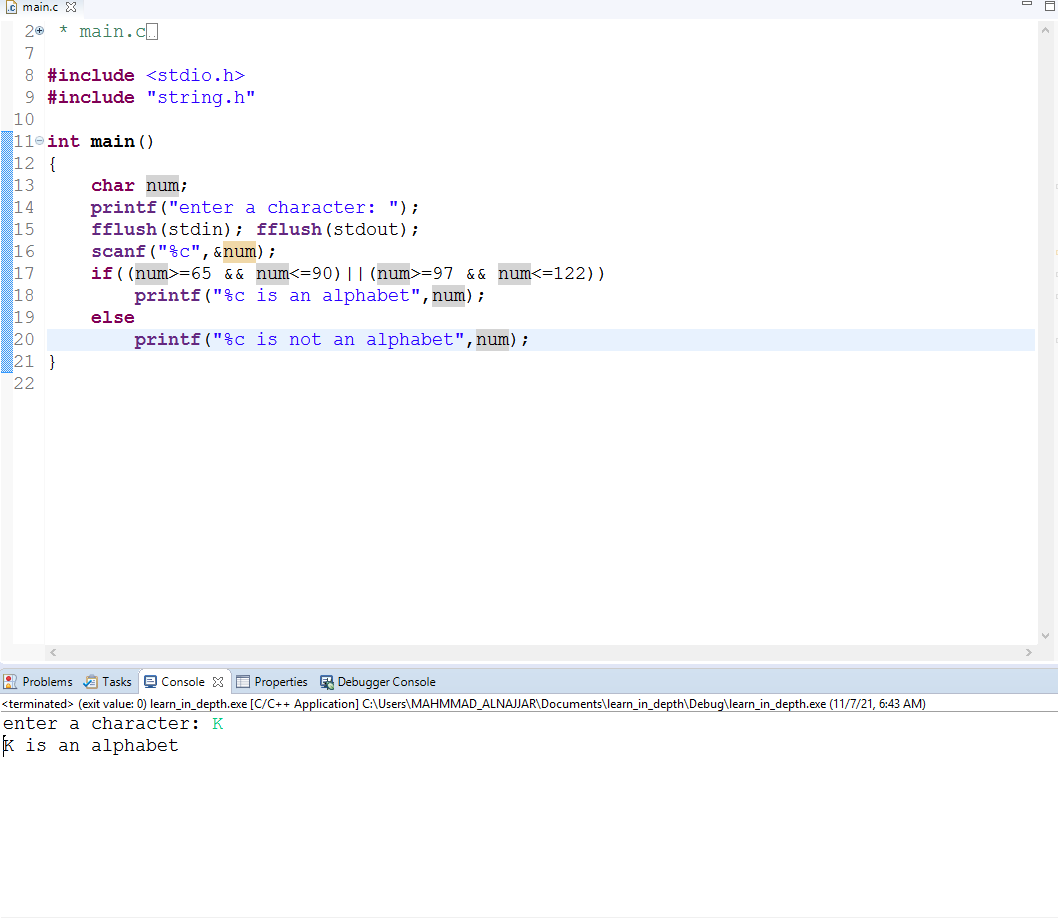 main.c
2 * main.c
7
8 #include <stdio.h>
9 #include "string.h"
10
11 int main()
12 {
13     char num;
14     printf("enter a character: ");
15     fflush(stdin); fflush(stdout);
16     scanf("%c",&num);
17     if((num>=65 && num<=90)||(num>=97 && num<=122))
18         printf("%c is an alphabet",num);
19     else
20         printf("%c is not an alphabet",num);
21 }
22
Problems Tasks Console Properties Debugger Console
<terminated> (exit value: 0) learn_in_depth.exe [C/C++ Application] C:\Users\MAHMMAD_ALNAJJAR\Documents\learn_in_depth\Debug\learn_in_depth.exe (11/7/21, 6:43 AM)
enter a character: K
K is an alphabet